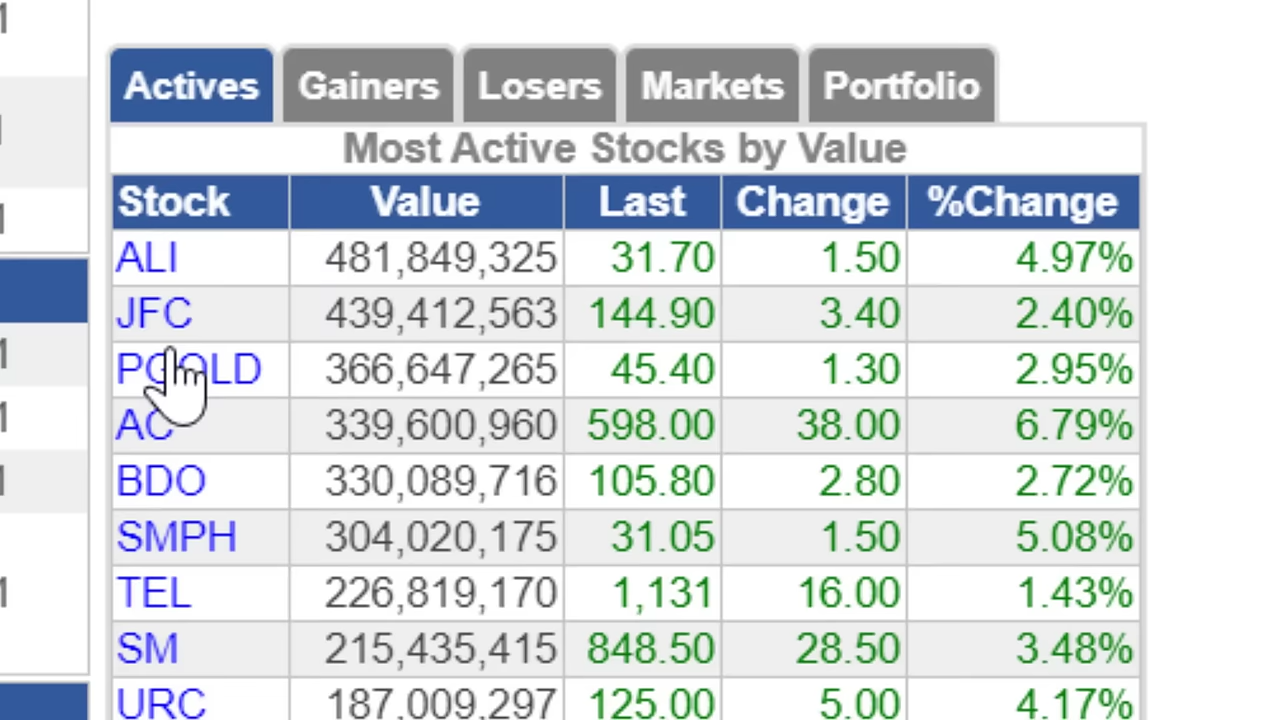 Actives Gainers Losers Markets Portfolio
Most Active Stocks by Value
Stock Value Last Change %Change
ALI 481,849,325 31.70 1.50 4.97%
JFC 439,412,563 144.90 3.40 2.40%
366,647,265 45.40 1.30 2.95%
AC 339,600,960 598.00 38.00 6.79%
BDO 330,089,716 105.80 2.80 2.72%
SMPH 304,020,175 31.05 1.50 5.08%
TEL 226,819,170 1,131 16.00 1.43%
SM 215,435,415 848.50 28.50 3.48%
URC 187,009,297 125.00 5.00 4.17%